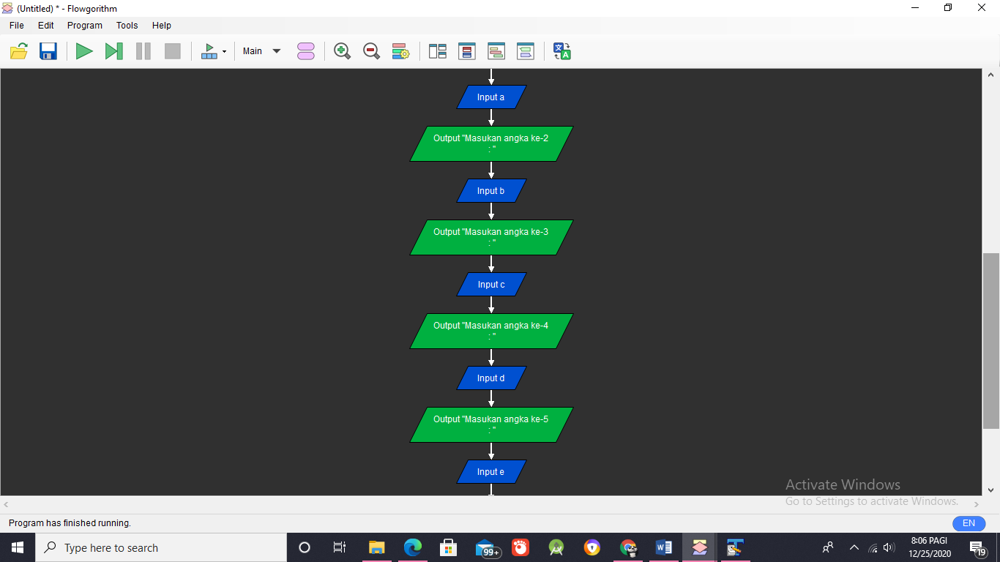 (Untitled) * - Flowgorithm
File Edit Program Tools Help
Main
Input a
Output "Masukan angka ke-2
: "
Input b
Output "Masukan angka ke-3
: "
Input c
Output "Masukan angka ke-4
: "
Input d
Output "Masukan angka ke-5
: "
Input e
Activate Windows
Go to Settings to activate Windows.
Program has finished running.
EN
Type here to search
99+
8:06 PAGI
12/25/2020
19